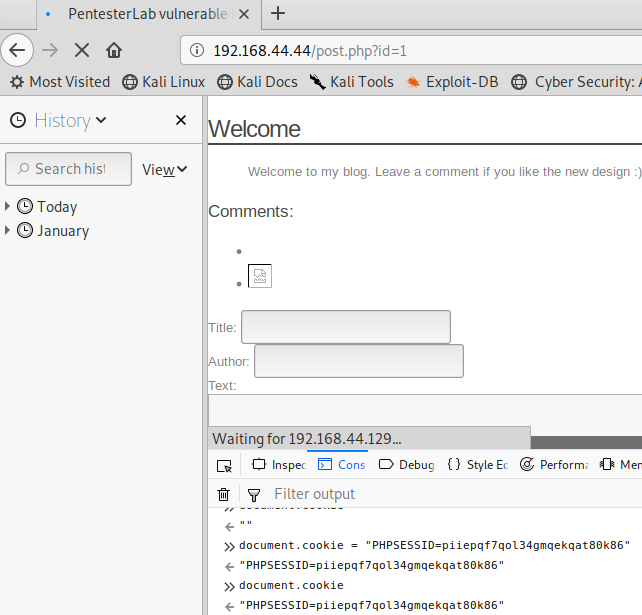 PentesterLab vulnerable
192.168.44.44/post.php?id=1
Most Visited Kali Linux Kali Docs Kali Tools Exploit-DB Cyber Security:
History
Search hist
View
Today
January
Welcome
Welcome to my blog. Leave a comment if you like the new design :)
Comments:
Title:
Author:
Text:
Waiting for 192.168.44.129...
Inspec Cons Debug {} Style Ec Performa Men
Filter output
» document.cookie
← ""
» document.cookie = "PHPSESSID=piiepqf7qol34gmqekqat80k86"
← "PHPSESSID=piiepqf7qol34gmqekqat80k86"
» document.cookie
← "PHPSESSID=piiepqf7qol34gmqekqat80k86"